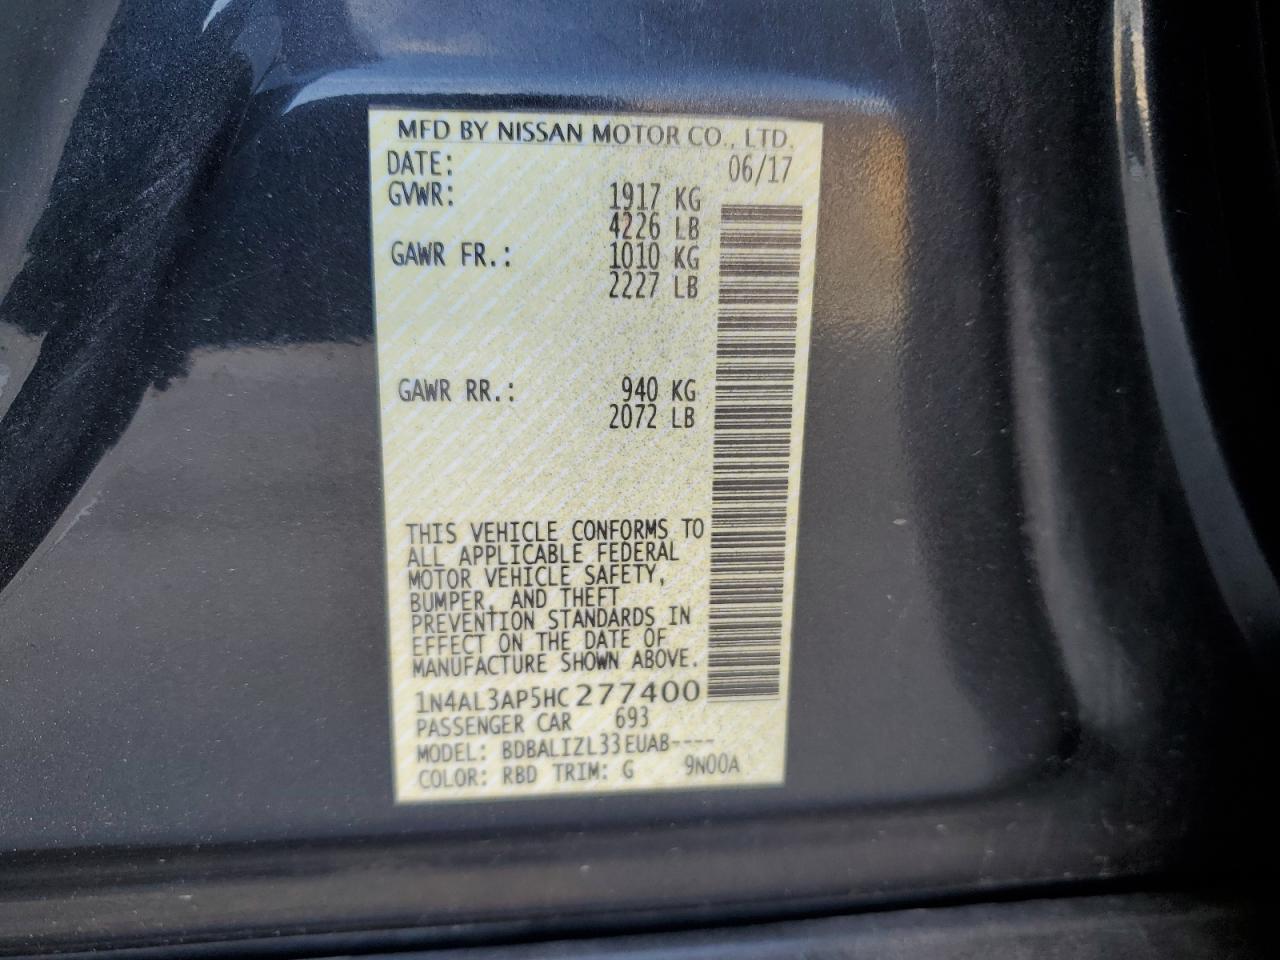 MFD BY NISSAN MOTOR CO., LTD.
DATE: 06/17
GVWR: 1917 KG
4226 LB
GAWR FR.: 1010 KG
2227 LB
GAWR RR.: 940 KG
2072 LB
THIS VEHICLE CONFORMS TO
ALL APPLICABLE FEDERAL
MOTOR VEHICLE SAFETY,
BUMPER, AND THEFT
PREVENTION STANDARDS IN
EFFECT ON THE DATE OF
MANUFACTURE SHOWN ABOVE.
1N4AL3AP5HC277400
PASSENGER CAR 693
MODEL: BDBALIZL33EUAB----
COLOR: RBD TRIM: G 9N00A